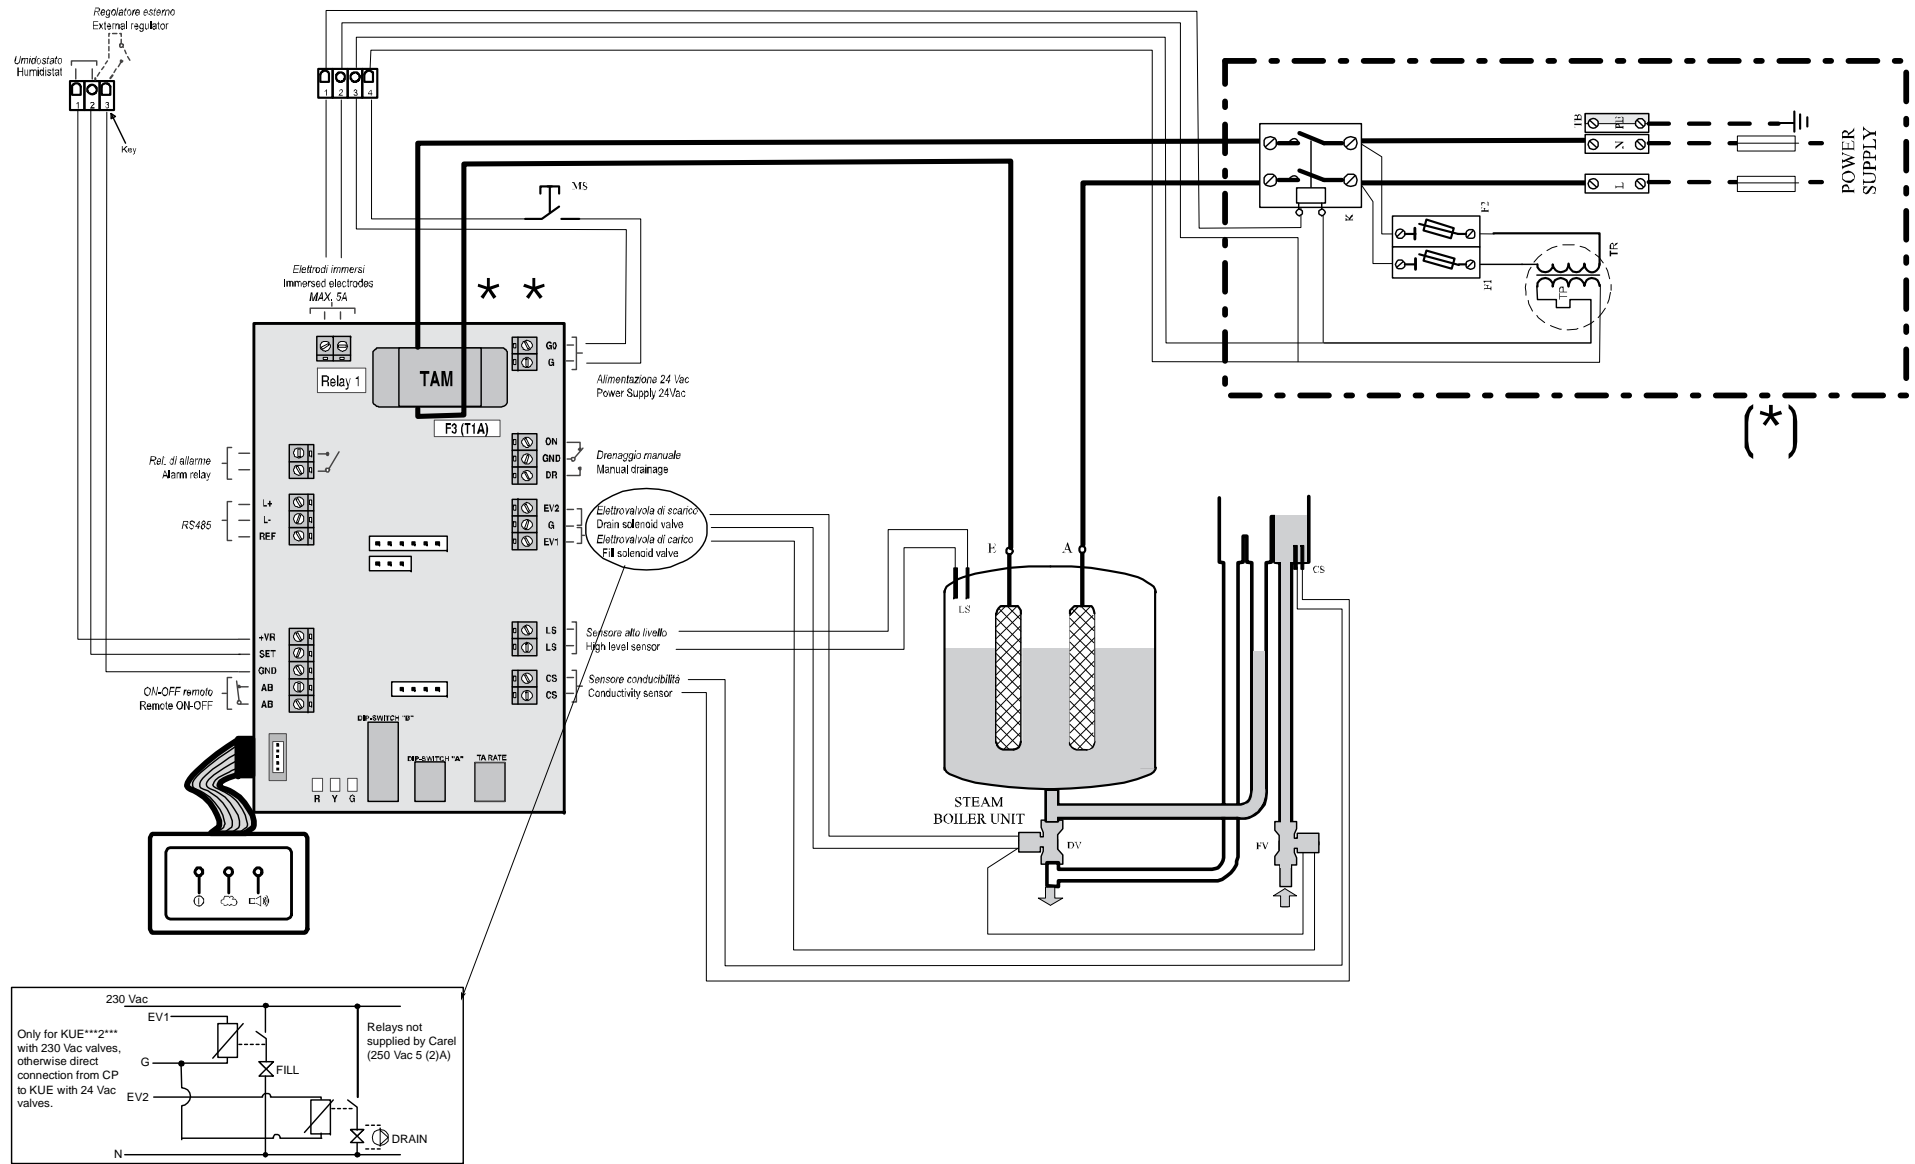 Regolatore esterno
External regulator
Umidostato
Humidistat
1 2 3
Key
1 2 3 4
MS
Elettrodi immersi
Immersed electrodes
MAX. 5A
* *
Relay 1
TAM
F3 (T1A)
G0
G
Alimentazione 24 Vac
Power Supply 24Vac
ON
GND
DR
Drenaggio manuale
Manual drainage
Rel. di allarme
Alarm relay
L+
L-
REF
RS485
EV2
G
EV1
Elettrovalvola di scarico
Drain solenoid valve
Elettrovalvola di carico
Fill solenoid valve
+VR
SET
GND
AB
AB
ON-OFF remoto
Remote ON-OFF
LS
LS
Sensore alto livello
High level sensor
CS
CS
Sensore conducibilità
Conductivity sensor
DIP-SWITCH "B"
DIP-SWITCH "A"
TA RATE
R Y G
TB
PE
N
L
POWER
SUPPLY
K
F2
F1
TR
TP
(*)
E
A
LS
CS
STEAM
BOILER UNIT
DV
FV
230 Vac
EV1
Only for KUE***2***
with 230 Vac valves,
otherwise direct
connection from CP
to KUE with 24 Vac
valves.
G
EV2
N
FILL
DRAIN
Relays not
supplied by Carel
(250 Vac 5 (2)A)